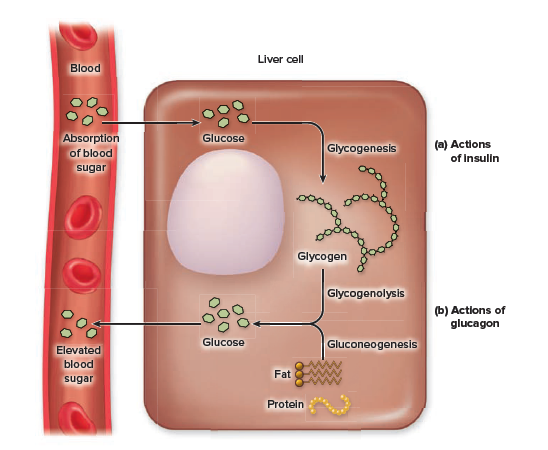 Liver cell
Blood
Absorption
of blood
sugar
Glucose
Glycogenesis
(a) Actions
of insulin
Glycogen
Glycogenolysis
(b) Actions of
glucagon
Glucose
Gluconeogenesis
Elevated
blood
sugar
Fat
Protein